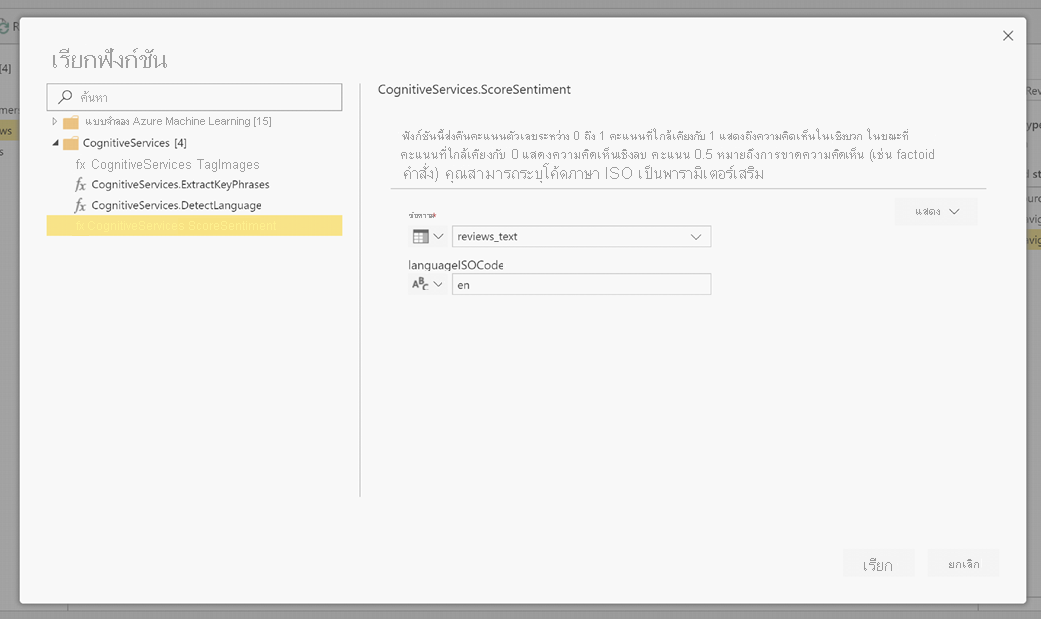 R
[4]
mers
ws
s
เรียกฟังก์ชัน
ค้นหา
แบบจำลอง Azure Machine Learning [15]
CognitiveServices [4]
fx CognitiveServices TagImages
fx CognitiveServices.ExtractKeyPhrases
fx CognitiveServices.DetectLanguage
fx CognitiveServices ScoreSentiment
CognitiveServices.ScoreSentiment
ฟังก์ชันนี้ส่งคืนคะแนนตัวเลขระหว่าง 0 ถึง 1 คะแนนที่ใกล้เคียงกับ 1 แสดงถึงความคิดเห็นในเชิงบวก ในขณะที่
คะแนนที่ใกล้เคียงกับ 0 แสดงความคิดเห็นเชิงลบ คะแนน 0.5 หมายถึงการขาดความคิดเห็น (เช่น factoid
คำสั่ง) คุณสามารถระบุโค้ดภาษา ISO เป็นพารามิเตอร์เสริม
แสดง
ข้อความ*
reviews_text
languageISOCode
ABC
en
เรียก
ยกเลิก
Rev
ype
l st
urc
vig
avig